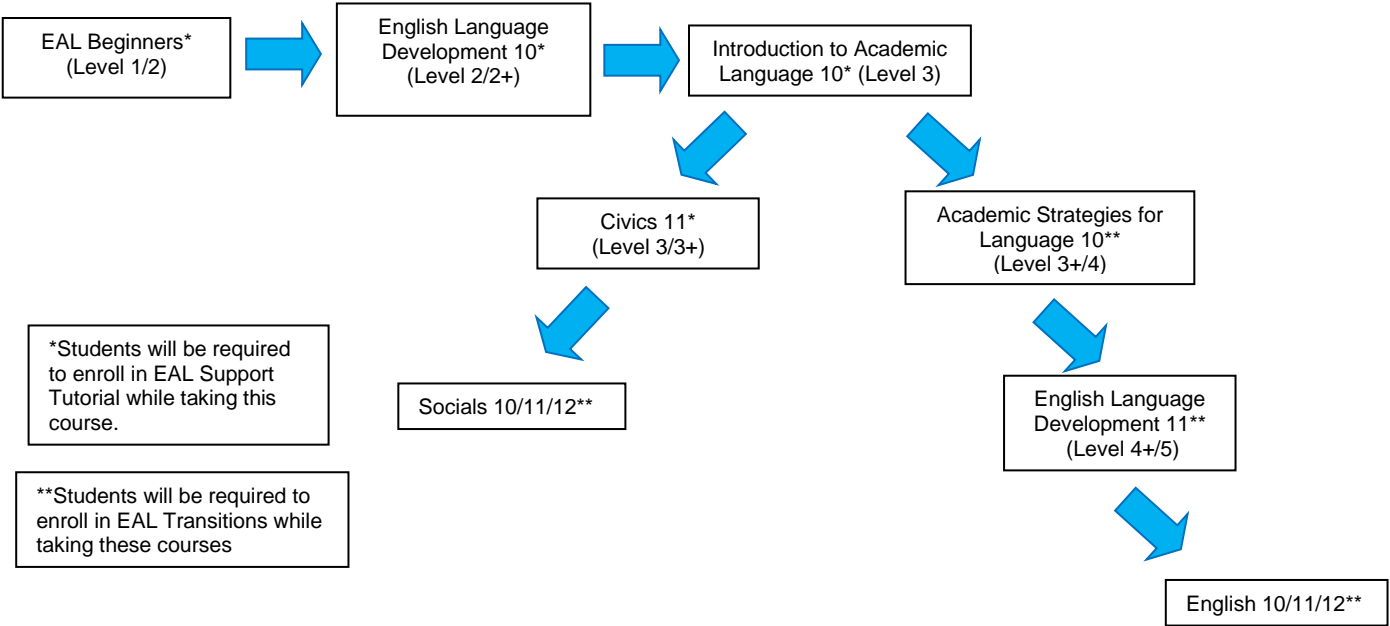 EAL Beginners*
(Level 1/2)
English Language
Development 10*
(Level 2/2+)
Introduction to Academic
Language 10* (Level 3)
Civics 11*
(Level 3/3+)
Academic Strategies for
Language 10**
(Level 3+/4)
*Students will be required
to enroll in EAL Support
Tutorial while taking this
course.
Socials 10/11/12**
English Language
Development 11**
(Level 4+/5)
**Students will be required to
enroll in EAL Transitions while
taking these courses
English 10/11/12**